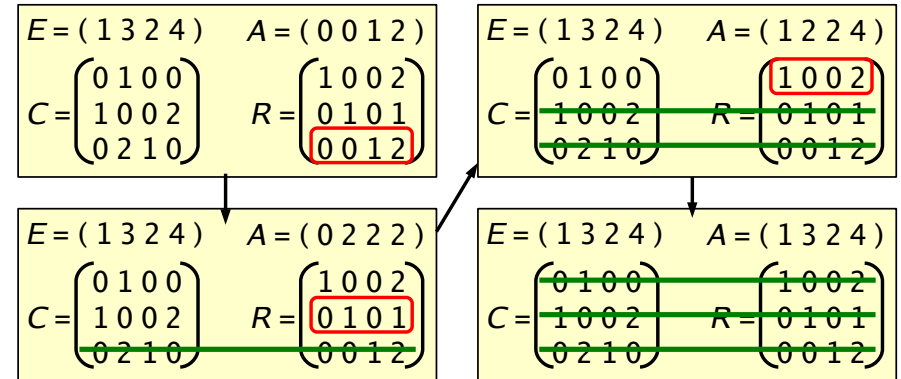 E = ( 1 3 2 4 )  A = ( 0 0 1 2 )
0 1 0 0  1 0 0 2
C = 1 0 0 2  R = 0 1 0 1
0 2 1 0  0 0 1 2
E = ( 1 3 2 4 )  A = ( 0 2 2 2 )
0 1 0 0  1 0 0 2
C = 1 0 0 2  R = 0 1 0 1
0 2 1 0  0 0 1 2
E = ( 1 3 2 4 )  A = ( 1 2 2 4 )
0 1 0 0  1 0 0 2
C = 1 0 0 2  R = 0 1 0 1
0 2 1 0  0 0 1 2
E = ( 1 3 2 4 )  A = ( 1 3 2 4 )
0 1 0 0  1 0 0 2
C = 1 0 0 2  R = 0 1 0 1
0 2 1 0  0 0 1 2